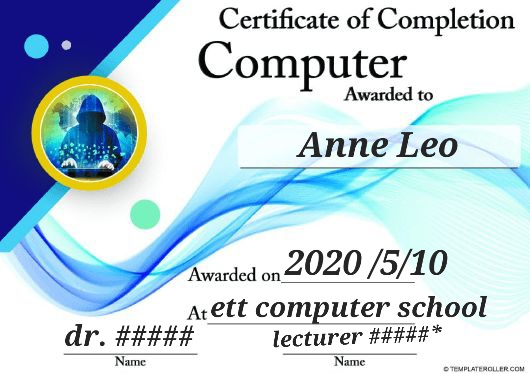 Certificate of Completion
Computer
Awarded to
Anne Leo
Awarded on 2020 /5/10
At ett computer school
dr. ##### lecturer #####*
Name Name
© TEMPLATEROLLER.COM